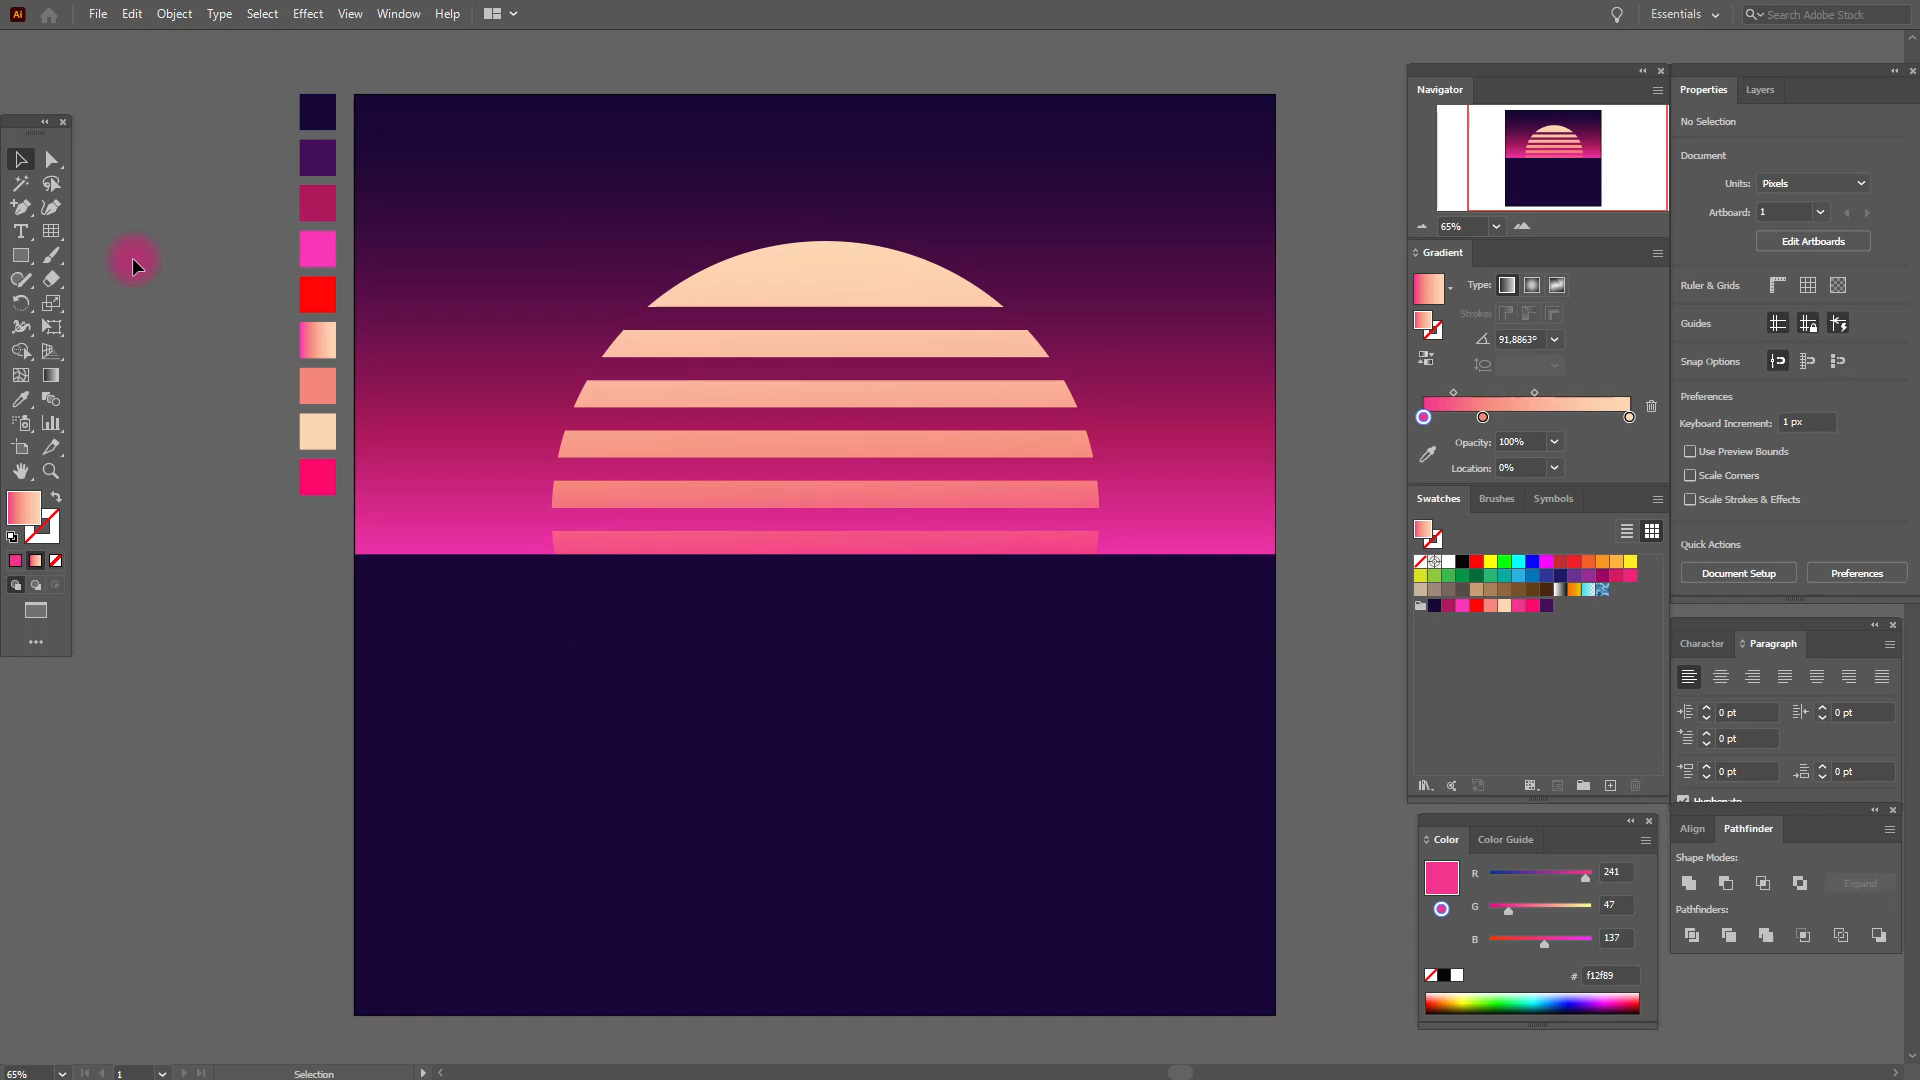 Ai File Edit Object Type Select Effect View Window Help
Essentials
Search Adobe Stock
Navigator
65%
Gradient
Type:
Stroke:
91,8863°
Opacity: 100%
Location: 0%
Swatches Brushes Symbols
Color Color Guide
R 241
G 47
B 137
# f12f89
Properties Layers
No Selection
Document
Units: Pixels
Artboard: 1
Edit Artboards
Ruler & Grids
Guides
Snap Options
Preferences
Keyboard Increment: 1 px
Use Preview Bounds
Scale Corners
Scale Strokes & Effects
Quick Actions
Document Setup Preferences
Character Paragraph
0 pt 0 pt
0 pt
0 pt 0 pt
Hyphenate
Align Pathfinder
Shape Modes:
Expand
Pathfinders:
65% 1 Selection